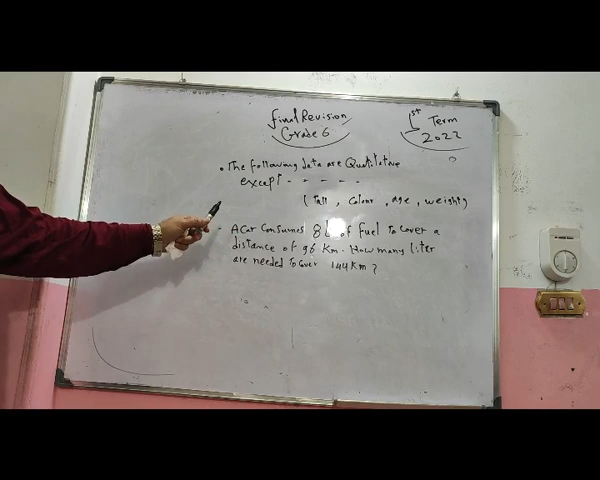 Final Revision
Grade 6
1st Term
2022
• The Following data are Qualitative
except - - - - -
( Tall , Colour , age , weight )
- A Car Consumes 8 L of fuel To Cover a
distance of 96 Km. How many liter
are needed To Cover 144 Km ?